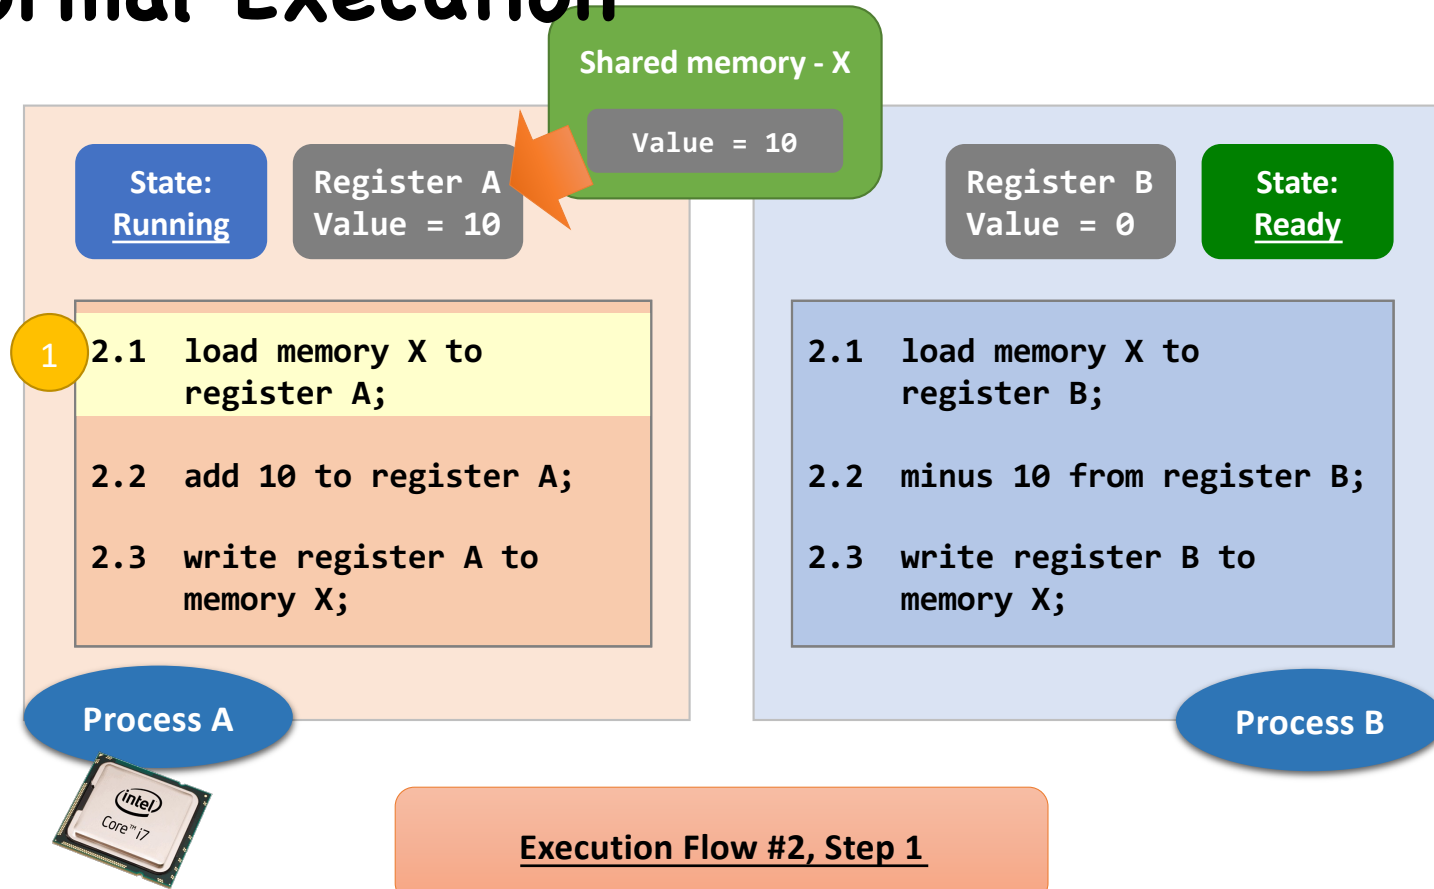 ormal Execution
Shared memory - X
Value = 10
State:
Running
Register A
Value = 10
Register B
Value = 0
State:
Ready
1
2.1 load memory X to
register A;
2.2 add 10 to register A;
2.3 write register A to
memory X;
2.1 load memory X to
register B;
2.2 minus 10 from register B;
2.3 write register B to
memory X;
Process A
Process B
intel
Core™ i7
Execution Flow #2, Step 1